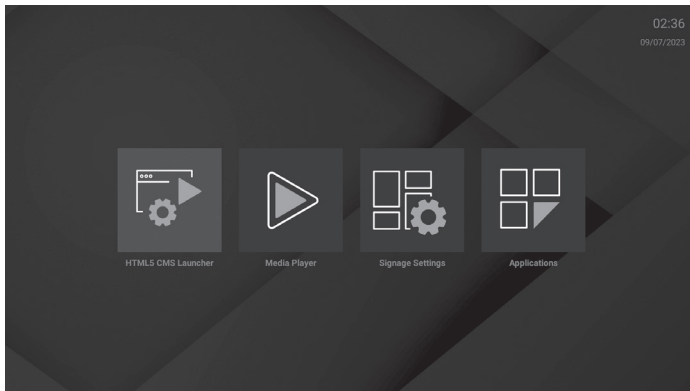 02:36
09/07/2023
HTML5 CMS Launcher
Media Player
Signage Settings
Applications